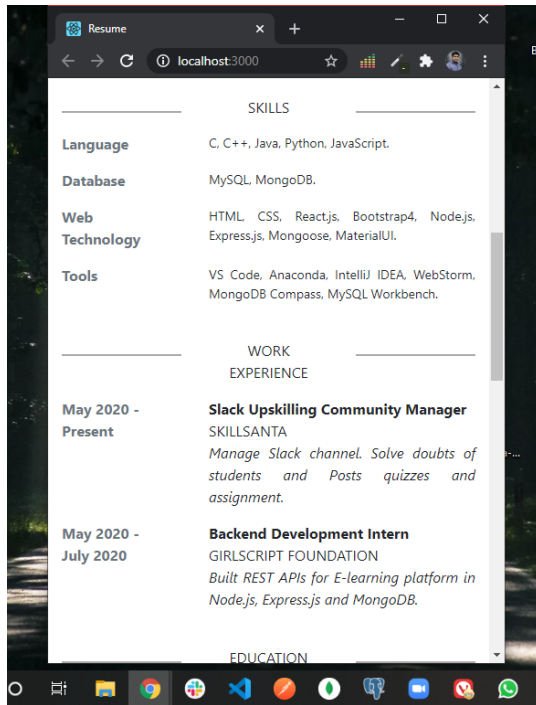 Resume
localhost:3000
SKILLS
Language
C, C++, Java, Python, JavaScript.
Database
MySQL, MongoDB.
Web
Technology
HTML, CSS, React.js, Bootstrap4, Node.js,
Express.js, Mongoose, MaterialUI.
Tools
VS Code, Anaconda, IntelliJ IDEA, WebStorm,
MongoDB Compass, MySQL Workbench.
WORK
EXPERIENCE
May 2020 -
Present
Slack Upskilling Community Manager
SKILLSANTA
Manage Slack channel. Solve doubts of
students and Posts quizzes and
assignment.
May 2020 -
July 2020
Backend Development Intern
GIRLSCRIPT FOUNDATION
Built REST APIs for E-learning platform in
Node.js, Express.js and MongoDB.
EDUCATION